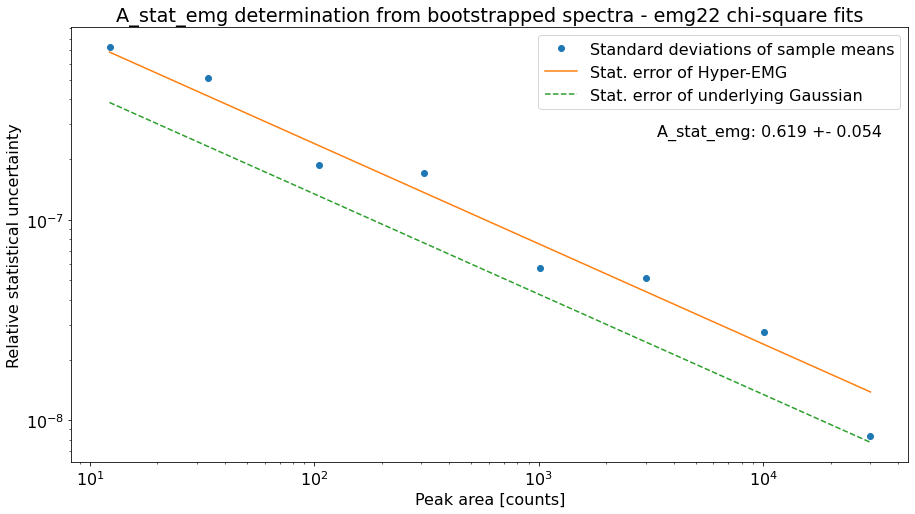 A_stat_emg determination from bootstrapped spectra - emg22 chi-square fits
Standard deviations of sample means
Stat. error of Hyper-EMG
Stat. error of underlying Gaussian
A_stat_emg: 0.619 +- 0.054
Relative statistical uncertainty
10⁻⁷
10⁻⁸
10¹ 10² 10³ 10⁴
Peak area [counts]